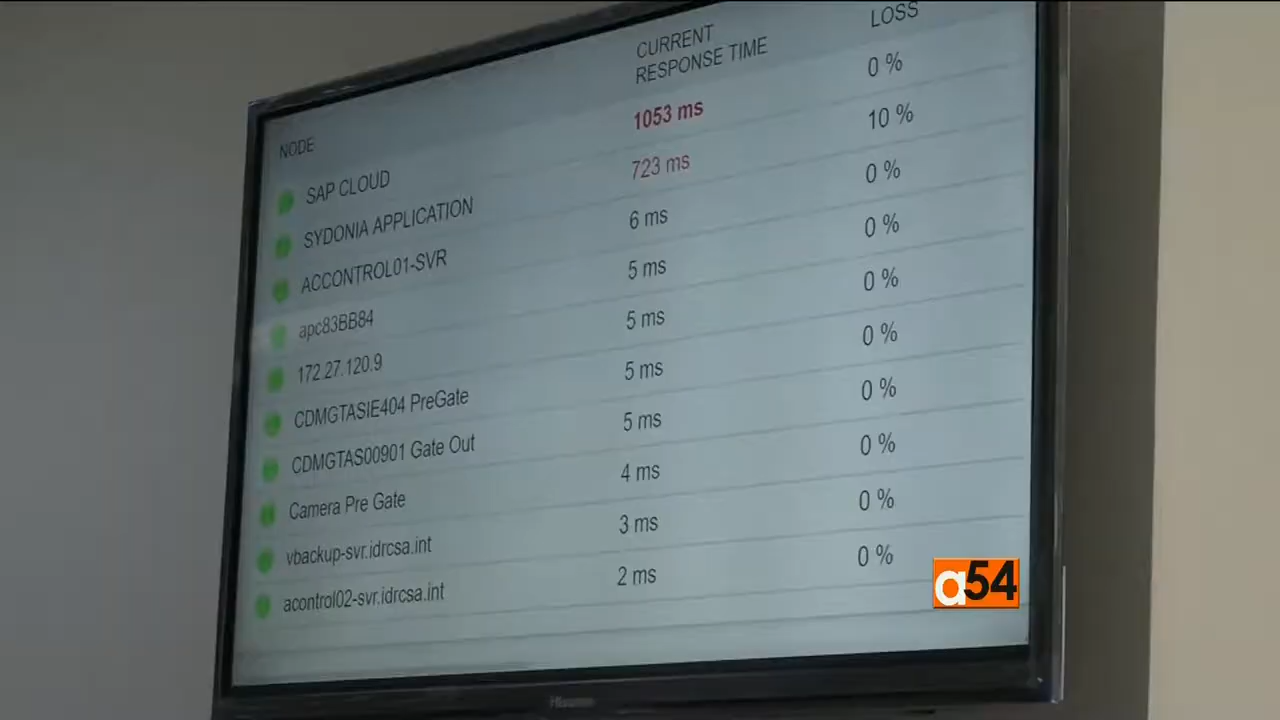 NODE CURRENT RESPONSE TIME LOSS
SAP CLOUD 1053 ms 0 %
SYDONIA APPLICATION 723 ms 10 %
ACCONTROL01-SVR 6 ms 0 %
apc83BB84 5 ms 0 %
172.27.120.9 5 ms 0 %
CDMGTASIE404 PreGate 5 ms 0 %
CDMGTAS00901 Gate Out 5 ms 0 %
Camera Pre Gate 4 ms 0 %
vbackup-svr.idrcsa.int 3 ms 0 %
acontrol02-svr.idrcsa.int 2 ms 0 %
a54
Hisense